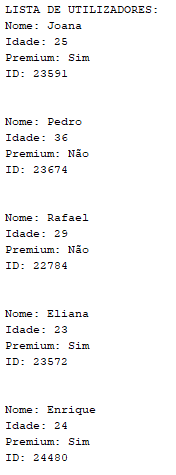 LISTA DE UTILIZADORES:
Nome: Joana
Idade: 25
Premium: Sim
ID: 23591
Nome: Pedro
Idade: 36
Premium: Não
ID: 23674
Nome: Rafael
Idade: 29
Premium: Não
ID: 22784
Nome: Eliana
Idade: 23
Premium: Sim
ID: 23572
Nome: Enrique
Idade: 24
Premium: Sim
ID: 24480